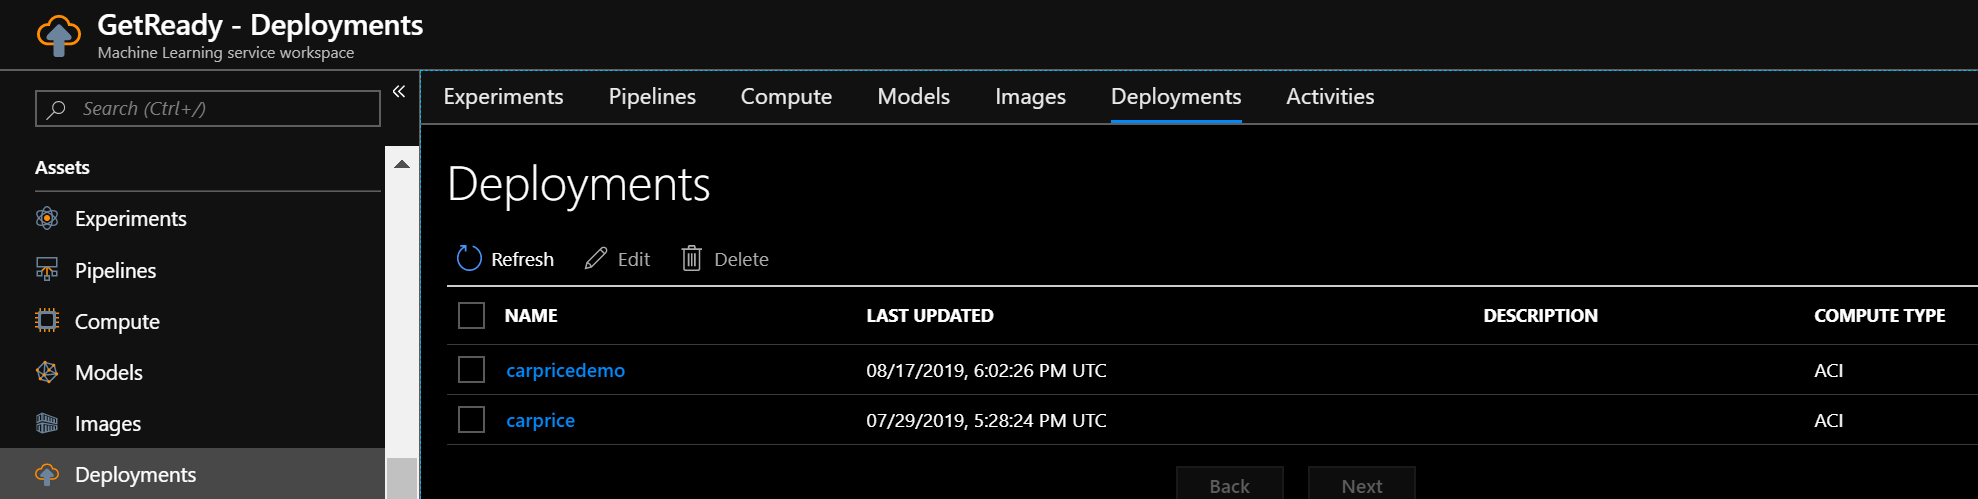 GetReady - Deployments
Machine Learning service workspace
Search (Ctrl+/)
«
Assets
Experiments
Pipelines
Compute
Models
Images
Deployments
Experiments Pipelines Compute Models Images Deployments Activities
Deployments
Refresh Edit Delete
NAME LAST UPDATED DESCRIPTION COMPUTE TYPE
carpricedemo 08/17/2019, 6:02:26 PM UTC ACI
carprice 07/29/2019, 5:28:24 PM UTC ACI
Back Next